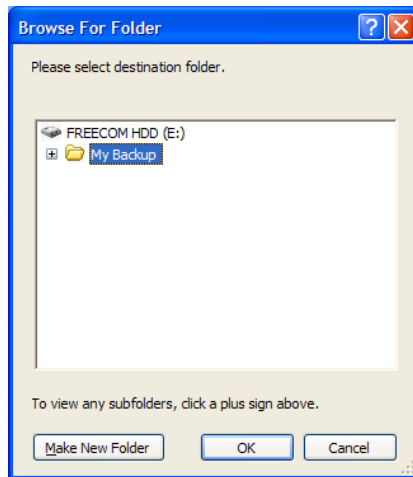 Browse For Folder
Please select destination folder.
FREECOM HDD (E:)
My Backup
To view any subfolders, click a plus sign above.
Make New Folder OK Cancel